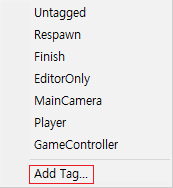 Untagged
Respawn
Finish
EditorOnly
MainCamera
Player
GameController
Add Tag...